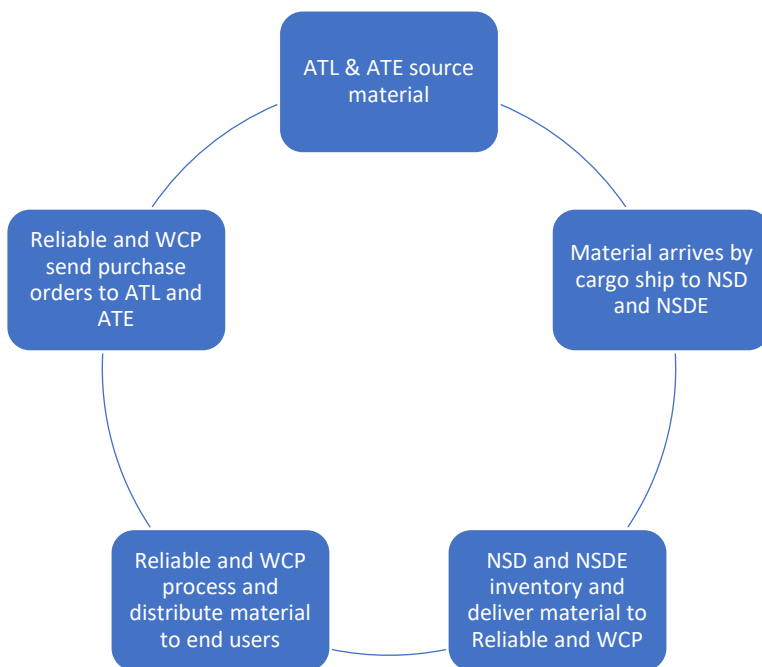 ATL & ATE source
material
Material arrives by
cargo ship to NSD
and NSDE
NSD and NSDE
inventory and
deliver material to
Reliable and WCP
Reliable and WCP
process and
distribute material
to end users
Reliable and WCP
send purchase
orders to ATL and
ATE